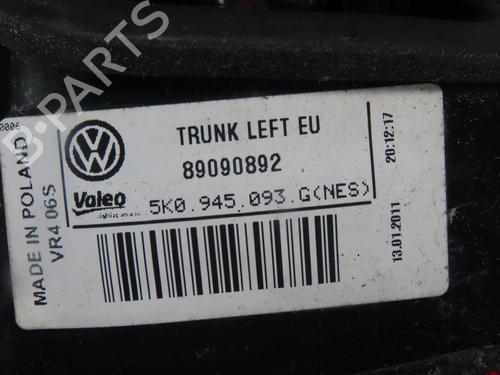 TRUNK LEFT EU
89090892
Valeo
5K0.945.093.G(NES)
MADE IN POLAND
VR4 06S
20:12:17
13.01.2011
B-PARTS